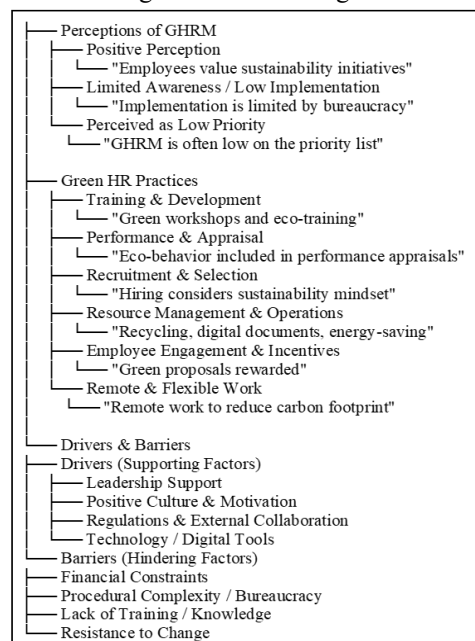 Perceptions of GHRM
Positive Perception
"Employees value sustainability initiatives"
Limited Awareness / Low Implementation
"Implementation is limited by bureaucracy"
Perceived as Low Priority
"GHRM is often low on the priority list"
Green HR Practices
Training & Development
"Green workshops and eco-training"
Performance & Appraisal
"Eco-behavior included in performance appraisals"
Recruitment & Selection
"Hiring considers sustainability mindset"
Resource Management & Operations
"Recycling, digital documents, energy-saving"
Employee Engagement & Incentives
"Green proposals rewarded"
Remote & Flexible Work
"Remote work to reduce carbon footprint"
Drivers & Barriers
Drivers (Supporting Factors)
Leadership Support
Positive Culture & Motivation
Regulations & External Collaboration
Technology / Digital Tools
Barriers (Hindering Factors)
Financial Constraints
Procedural Complexity / Bureaucracy
Lack of Training / Knowledge
Resistance to Change